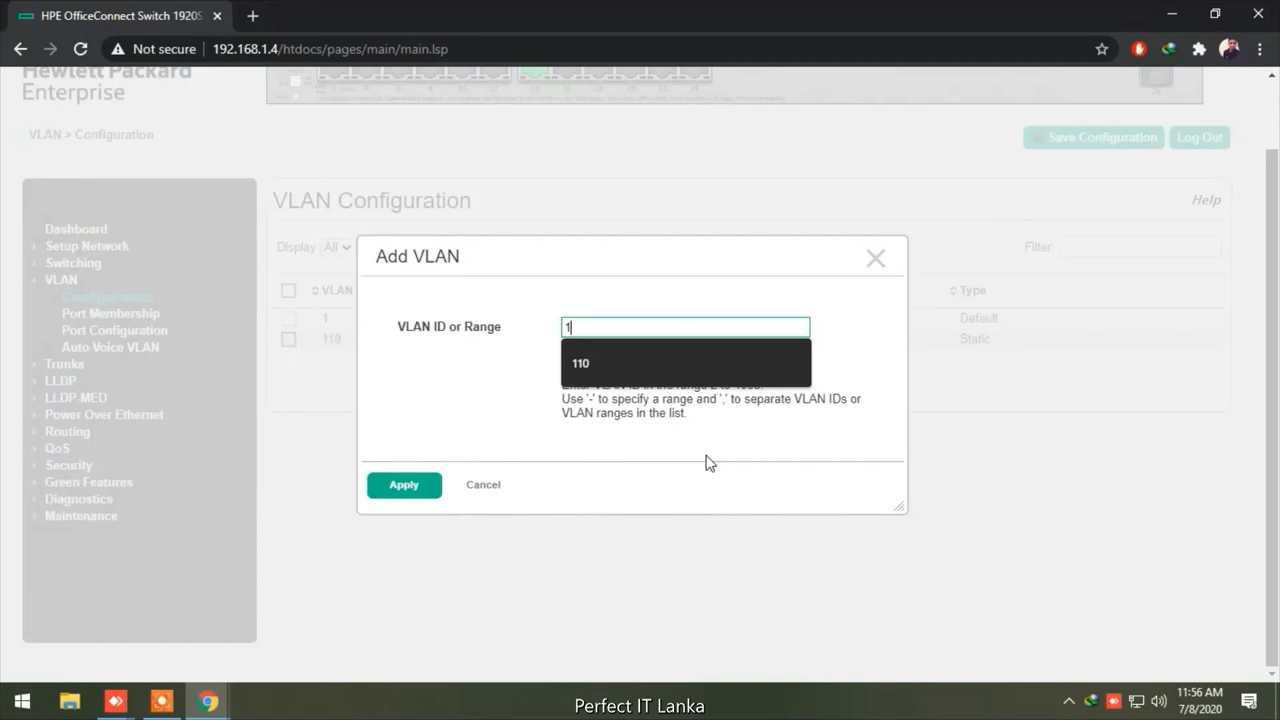 HPE OfficeConnect Switch 1920S
Not secure
192.168.1.4/htdocs/pages/main/main.lsp
Hewlett Packard
Enterprise
VLAN > Configuration
Save Configuration
Log Out
Dashboard
Setup Network
Switching
VLAN
Configuration
Port Membership
Port Configuration
Auto Voice VLAN
Trunks
LLDP
LLDP-MED
Power Over Ethernet
Routing
QoS
Security
Green Features
Diagnostics
Maintenance
VLAN Configuration
Help
Display All
Filter:
VLAN
Type
1
Default
110
Static
Add VLAN
VLAN ID or Range
1
110
Use '-' to specify a range and ',' to separate VLAN IDs or
VLAN ranges in the list.
Apply
Cancel
Perfect IT Lanka
11:56 AM
7/8/2020